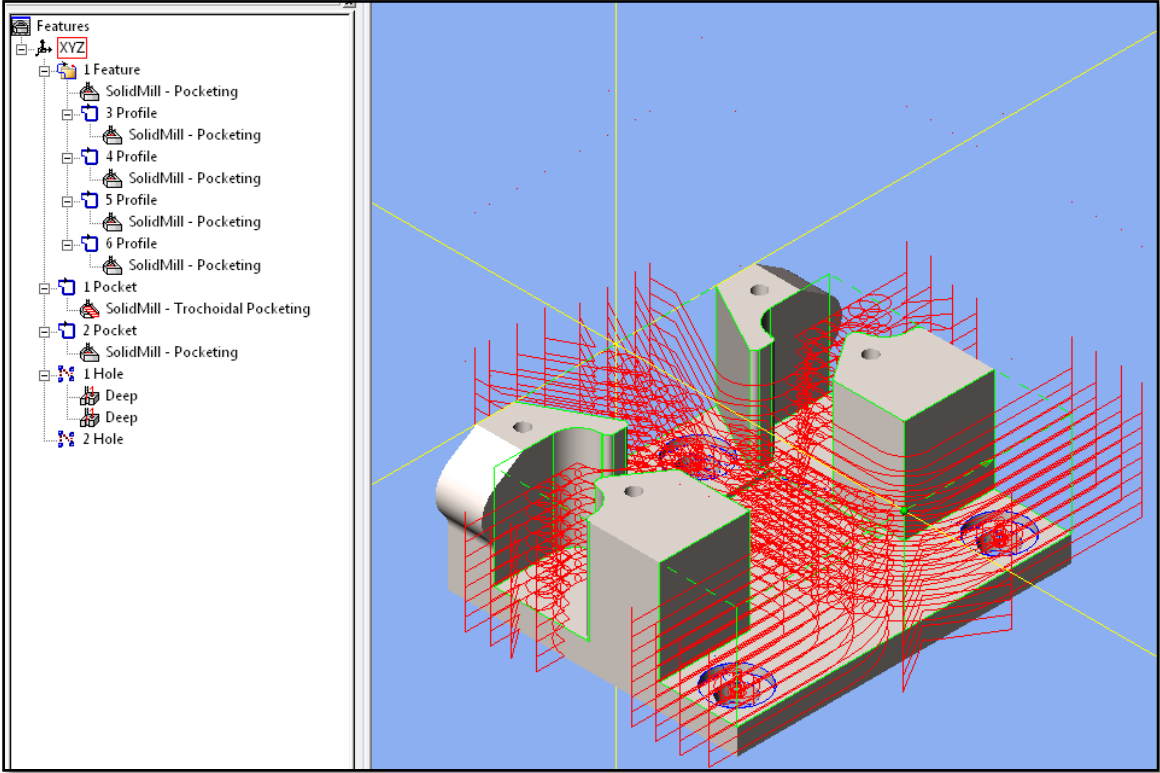 Features
XYZ
1 Feature
SolidMill - Pocketing
3 Profile
SolidMill - Pocketing
4 Profile
SolidMill - Pocketing
5 Profile
SolidMill - Pocketing
6 Profile
SolidMill - Pocketing
1 Pocket
SolidMill - Trochoidal Pocketing
2 Pocket
SolidMill - Pocketing
1 Hole
Deep
Deep
2 Hole